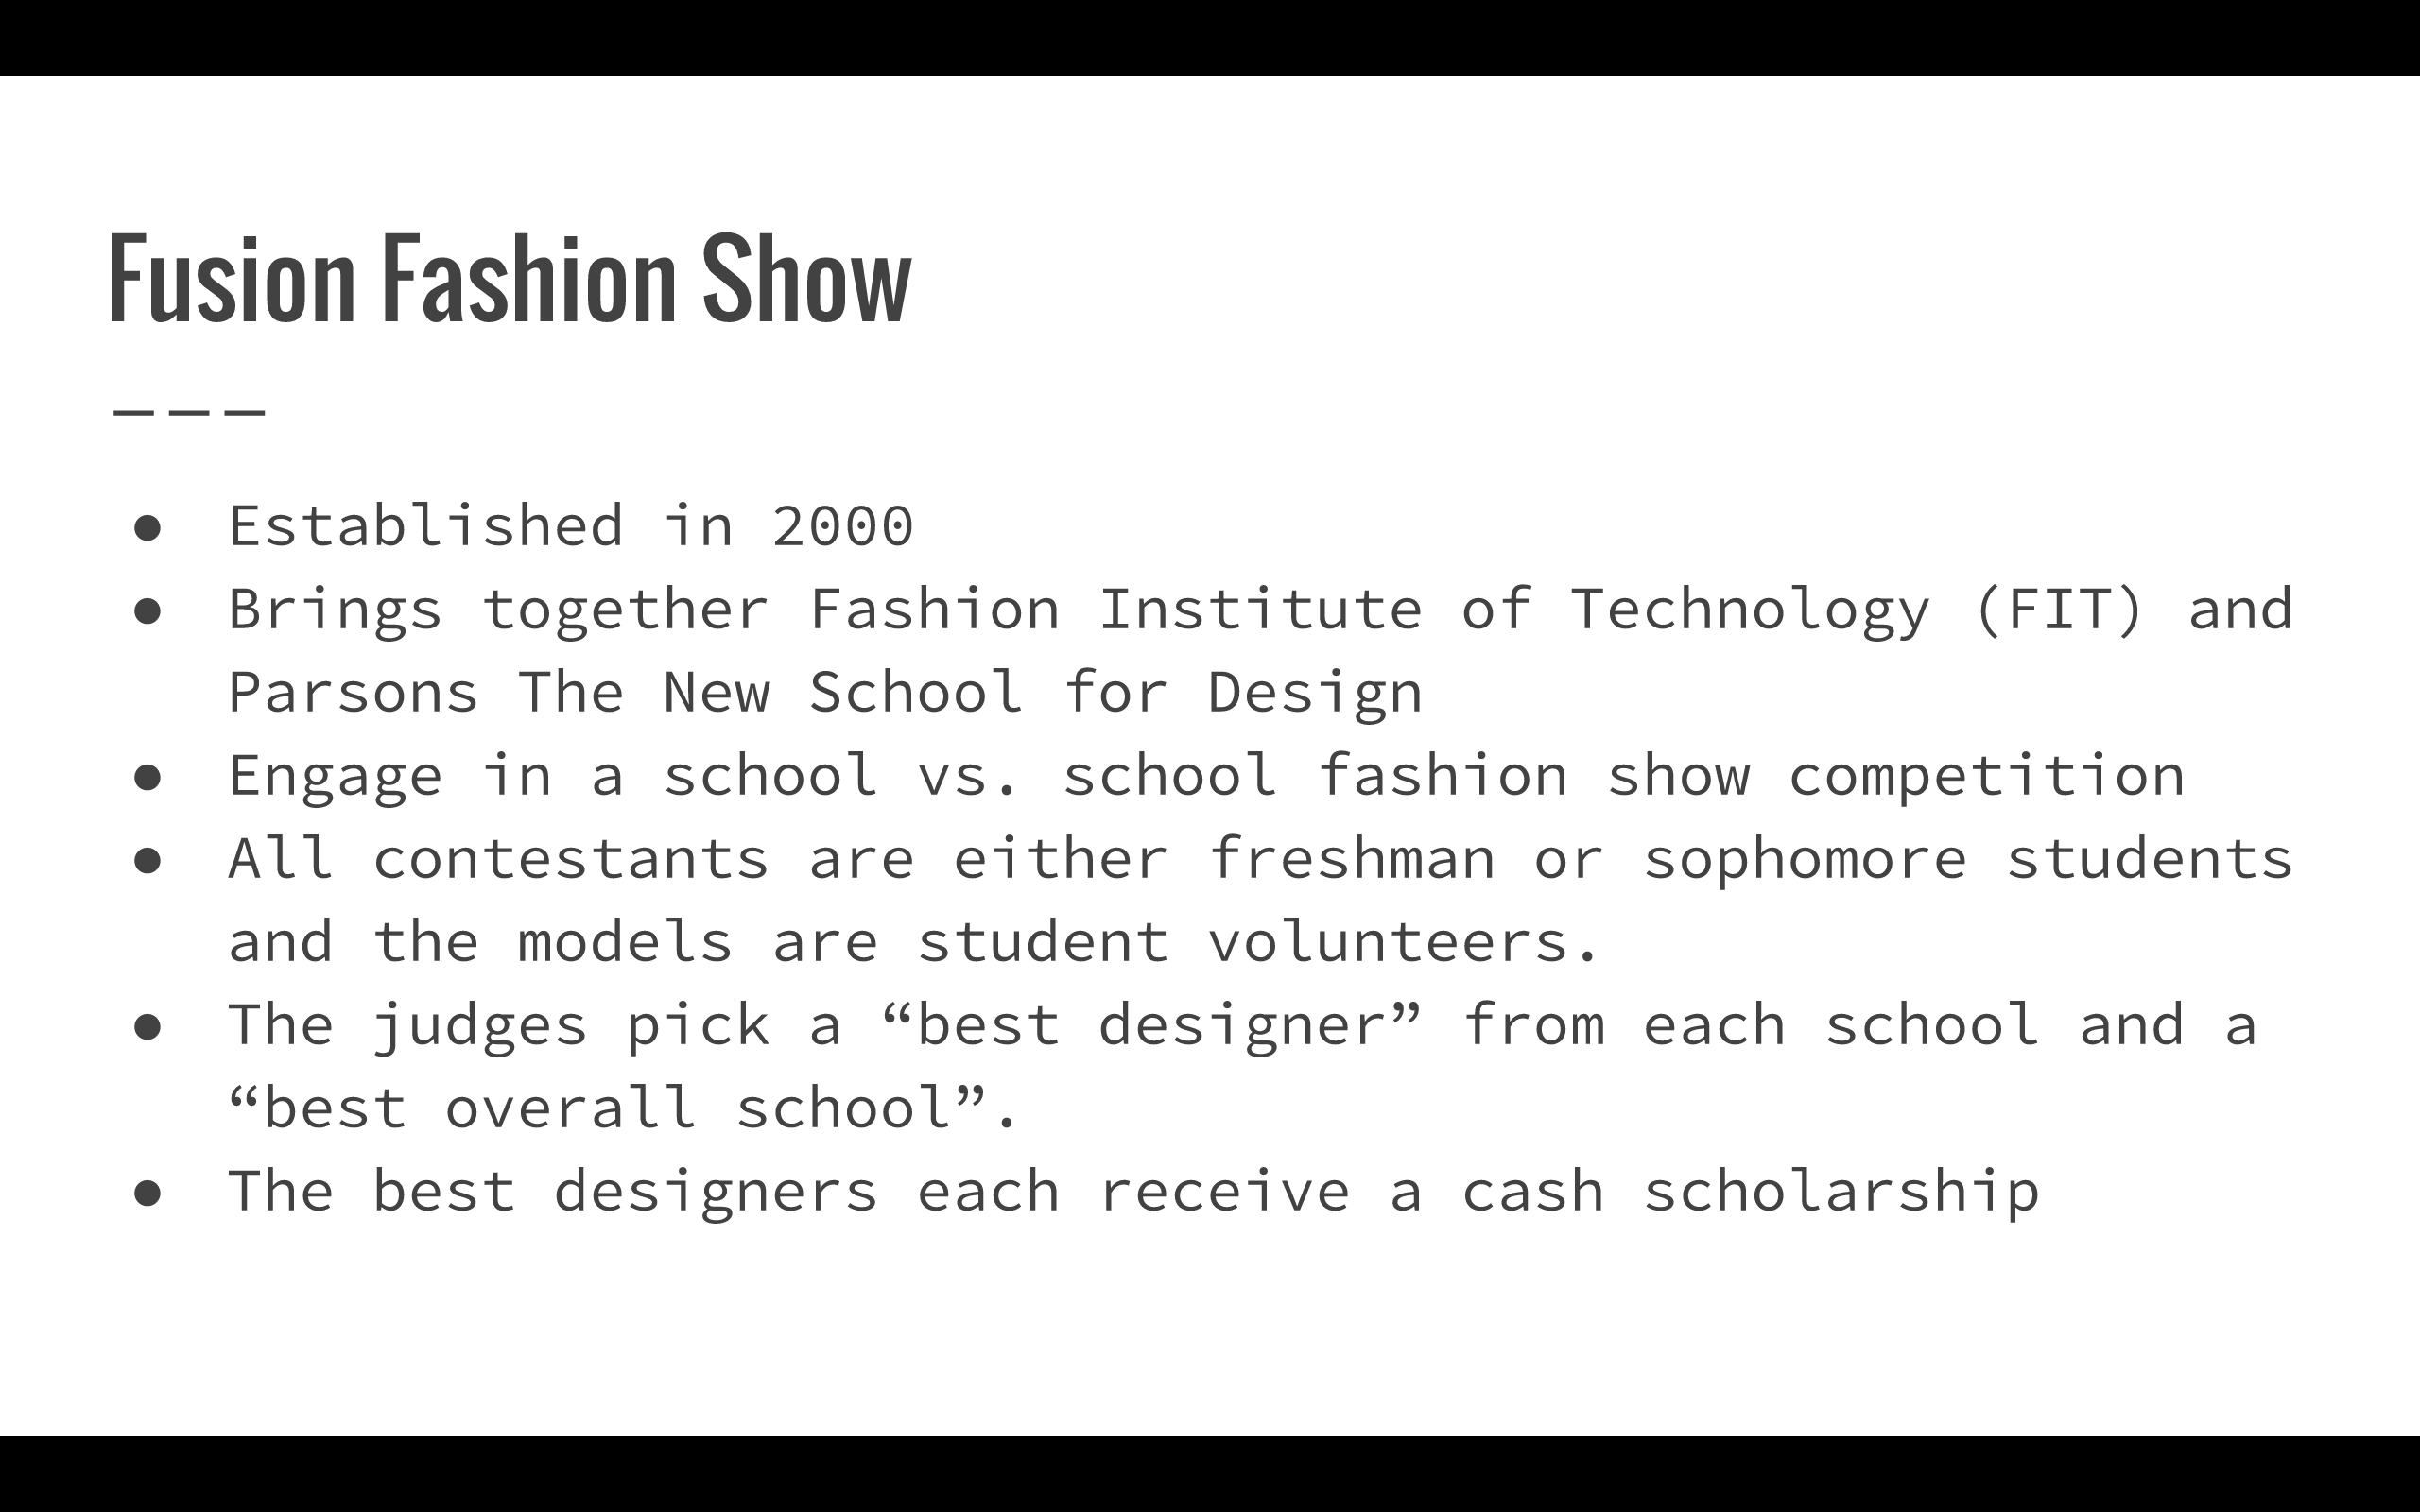 Fusion Fashion Show
———
● Established in 2000
● Brings together Fashion Institute of Technology (FIT) and
Parsons The New School for Design
● Engage in a school vs. school fashion show competition
● All contestants are either freshman or sophomore students
and the models are student volunteers.
● The judges pick a “best designer” from each school and a
“best overall school”.
● The best designers each receive a cash scholarship